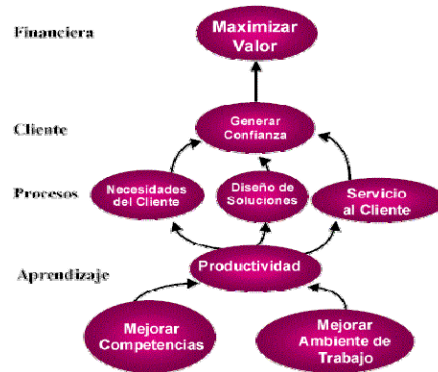 Financiera
Maximizar
Valor
Cliente
Generar
Confianza
Procesos
Necesidades
del Cliente
Diseño de
Soluciones
Servicio
al Cliente
Aprendizaje
Productividad
Mejorar
Competencias
Mejorar
Ambiente de
Trabajo